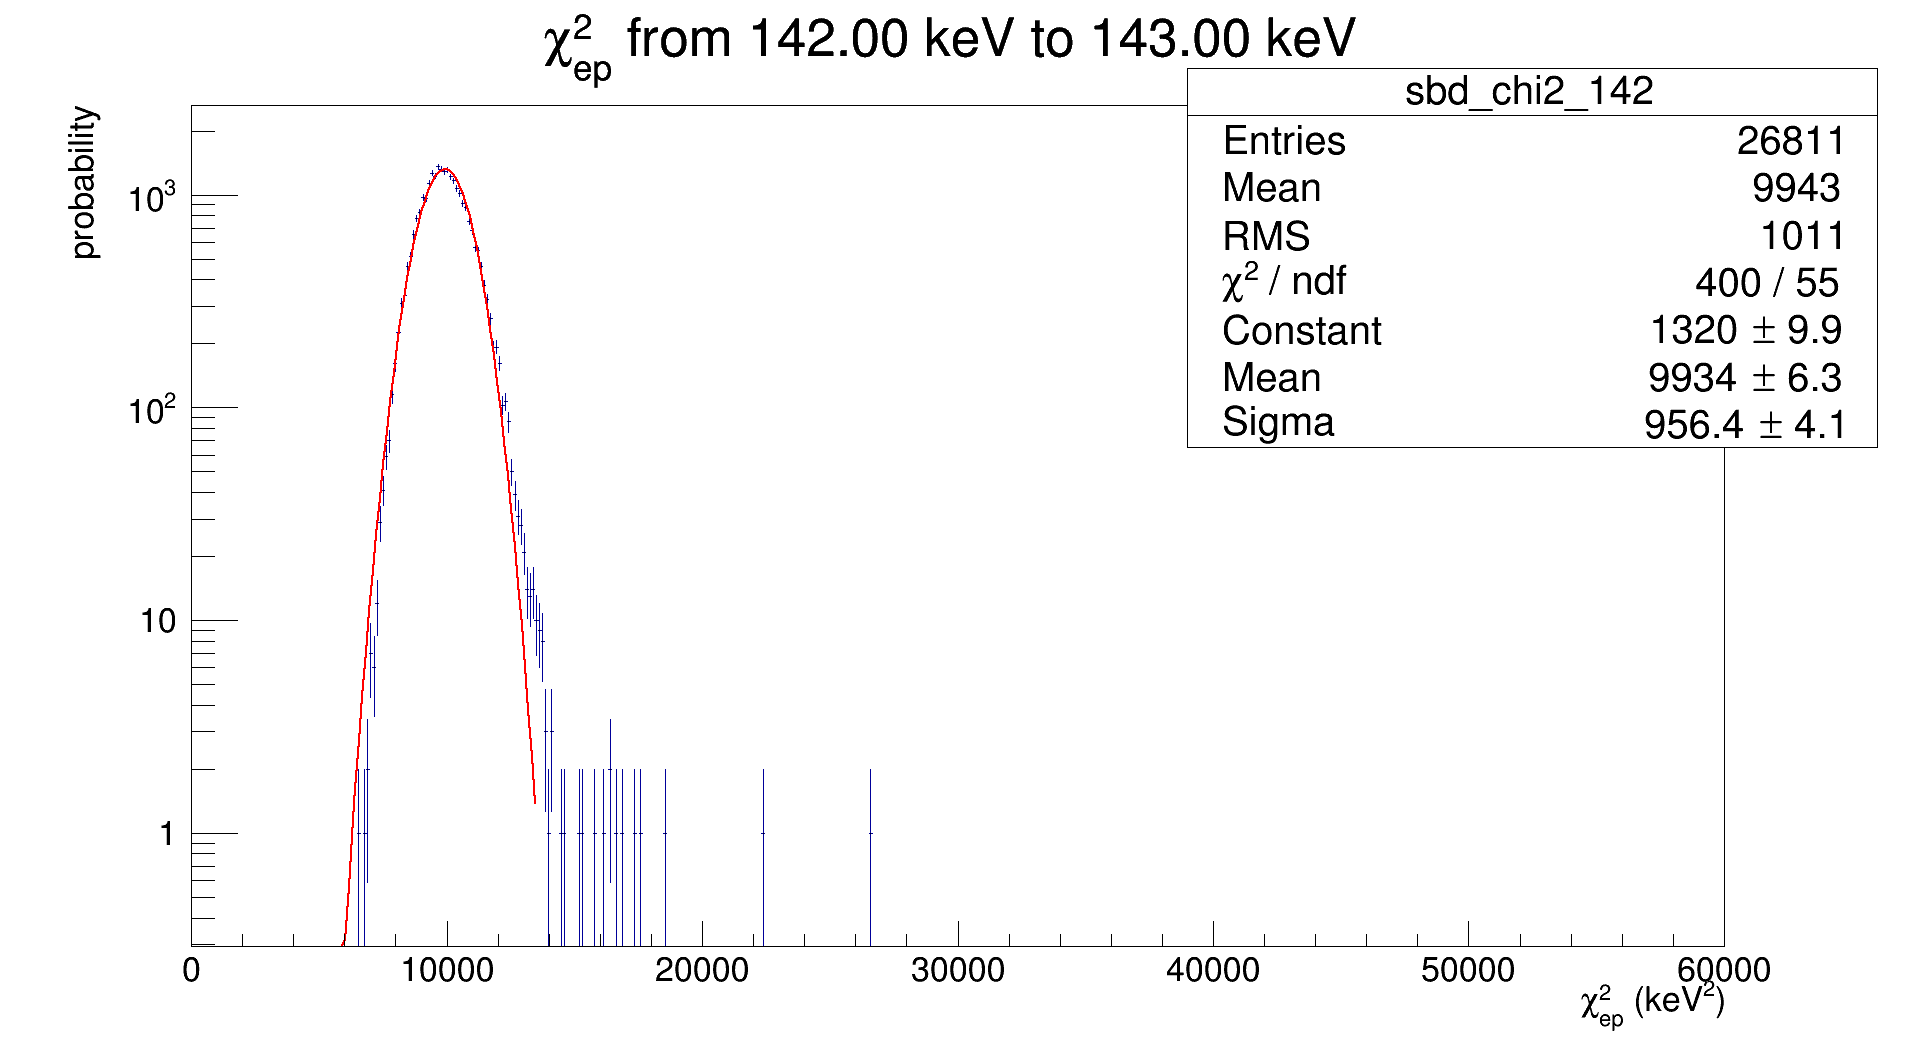 χ²ep from 142.00 keV to 143.00 keV
sbd_chi2_142
Entries 26811
Mean 9943
RMS 1011
χ² / ndf 400 / 55
Constant 1320 ± 9.9
Mean 9934 ± 6.3
Sigma 956.4 ± 4.1
probability
10³
10²
10
1
0 10000 20000 30000 40000 50000 60000
χ²ep (keV²)